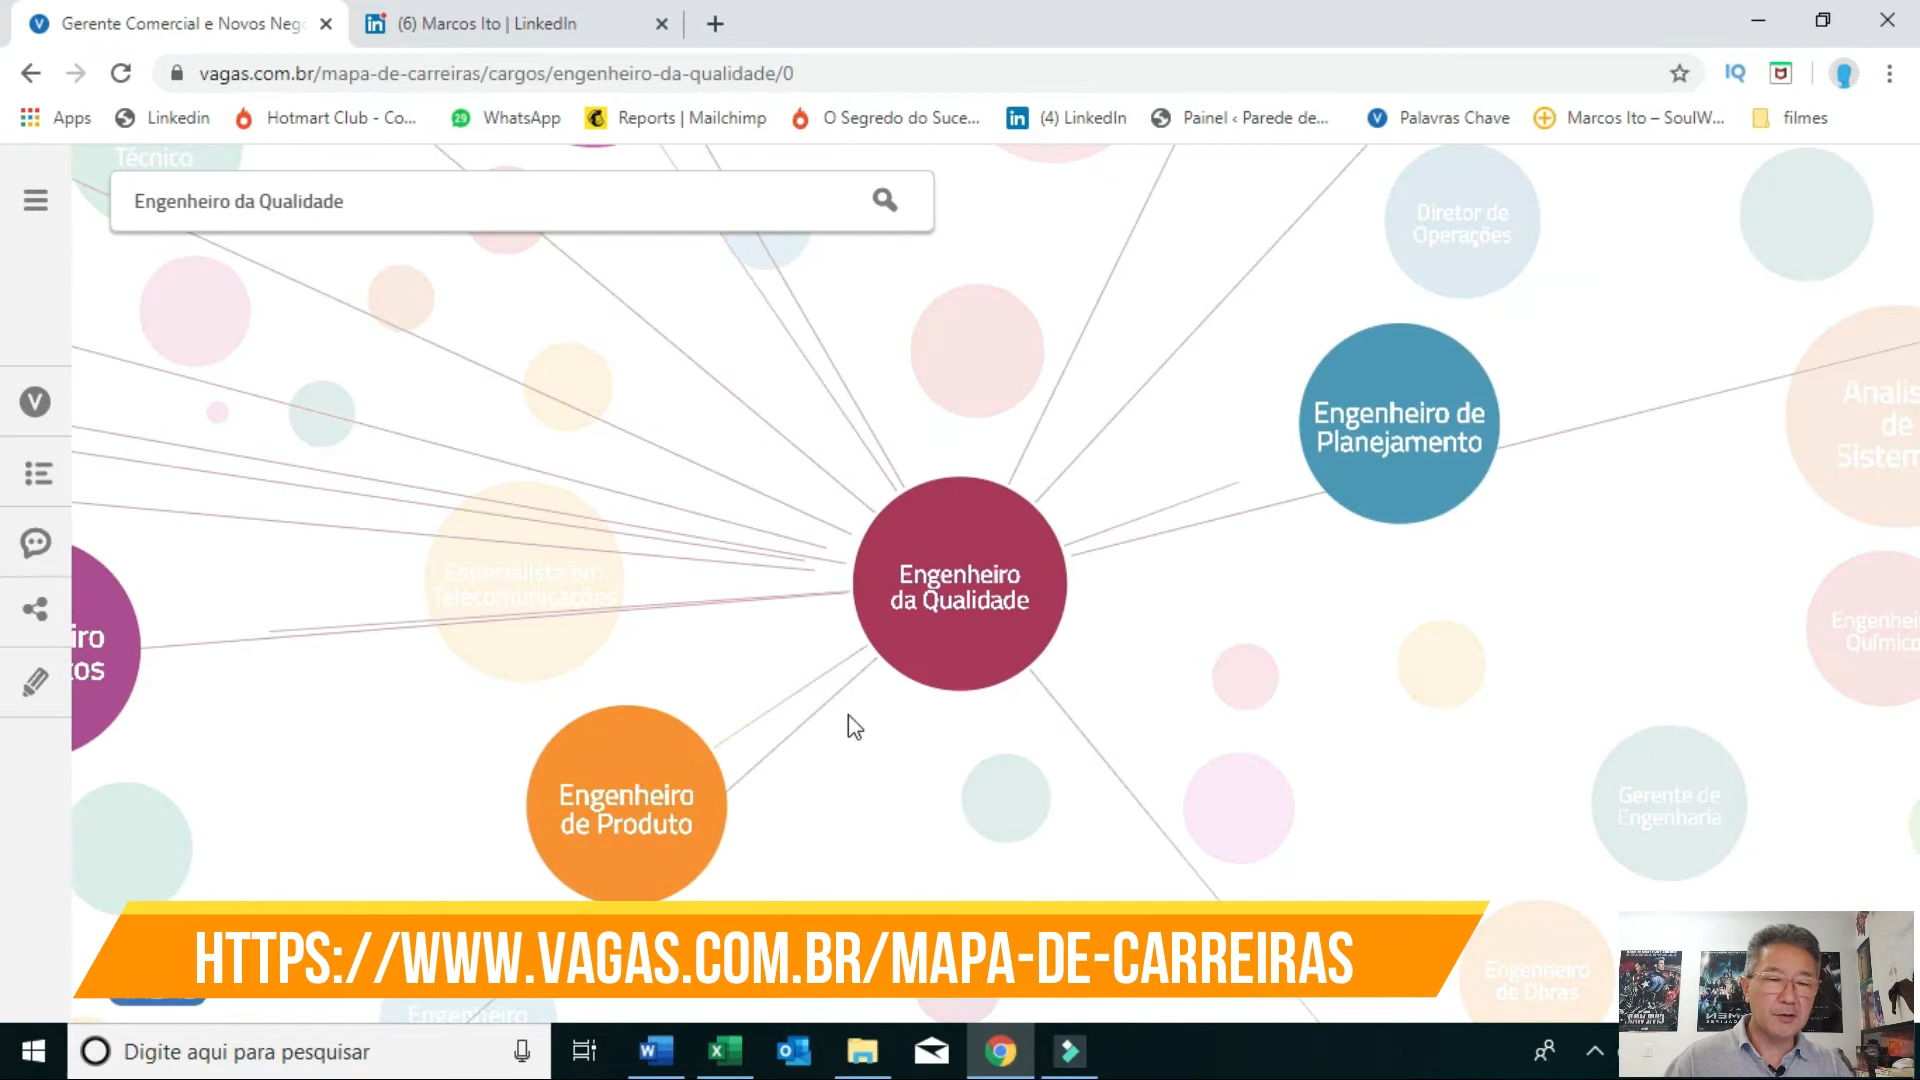 Gerente Comercial e Novos Negó
(6) Marcos Ito | LinkedIn
vagas.com.br/mapa-de-carreiras/cargos/engenheiro-da-qualidade/0
IQ
Apps
Linkedin
Hotmart Club - Co...
29
WhatsApp
Reports | Mailchimp
O Segredo do Suce...
(4) LinkedIn
Painel ‹ Parede de...
Palavras Chave
Marcos Ito – SoulW...
filmes
Técnico
Engenheiro da Qualidade
Diretor de
Operações
Engenheiro de
Planejamento
Analis
de
Sistem
Especialista em
Telecomunicações
Engenheiro
da Qualidade
iro
tos
Engenhei
Químico
Engenheiro
de Produto
Gerente de
Engenharia
HTTPS://WWW.VAGAS.COM.BR/MAPA-DE-CARREIRAS
Engenheiro
de Obras
Engenheiro
Digite aqui para pesquisar